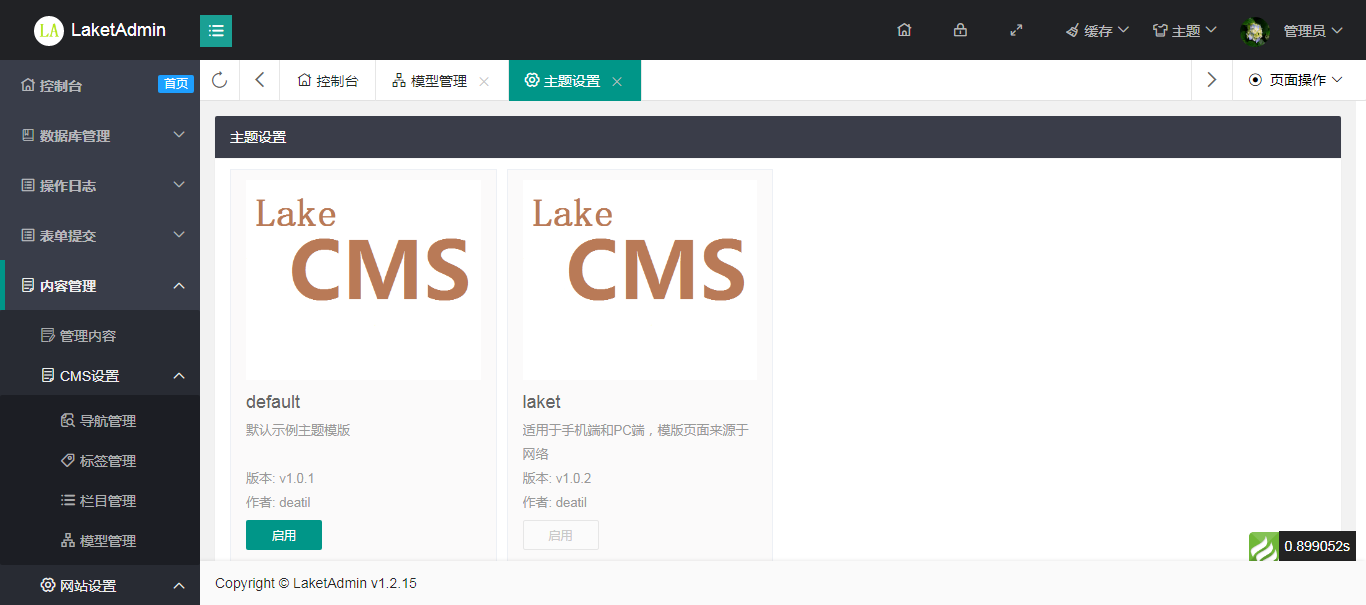 LA LaketAdmin
缓存
主题
管理员
控制台 首页
数据库管理
操作日志
表单提交
内容管理
管理内容
CMS设置
导航管理
标签管理
栏目管理
模型管理
网站设置
控制台
模型管理
主题设置
页面操作
主题设置
Lake
CMS
default
默认示例主题模版
版本: v1.0.1
作者: deatil
启用
Lake
CMS
laket
适用于手机端和PC端，模版页面来源于
网络
版本: v1.0.2
作者: deatil
启用
0.899052s
Copyright © LaketAdmin v1.2.15